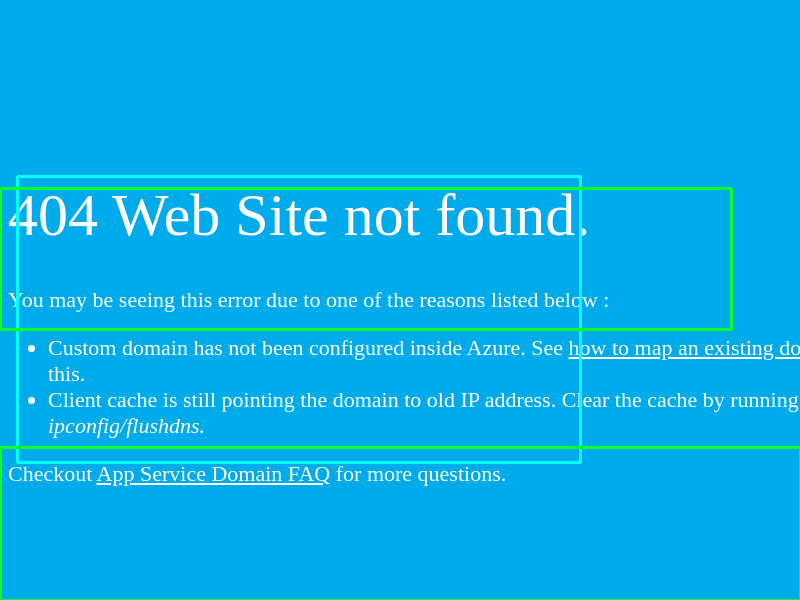 404 Web Site not found.
You may be seeing this error due to one of the reasons listed below :
Custom domain has not been configured inside Azure. See how to map an existing
this.
Client cache is still pointing the domain to old IP address. Clear the cache by running
ipconfig/flushdns.
Checkout App Service Domain FAQ for more questions.